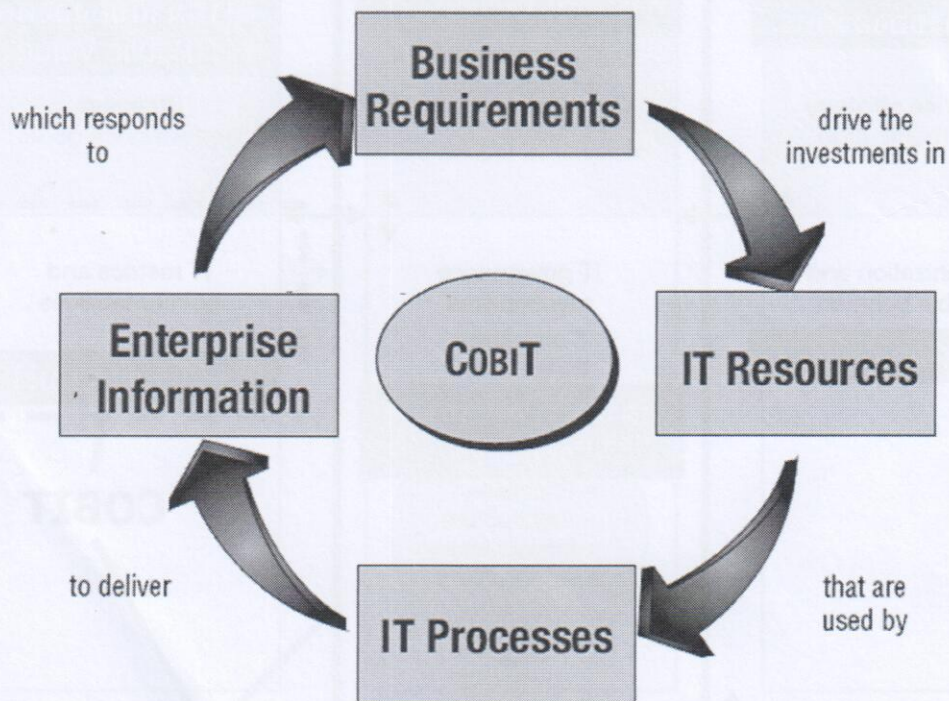 Business
Requirements
drive the
investments in
IT Resources
that are
used by
IT Processes
to deliver
Enterprise
Information
which responds
to
COBIT
COBIT